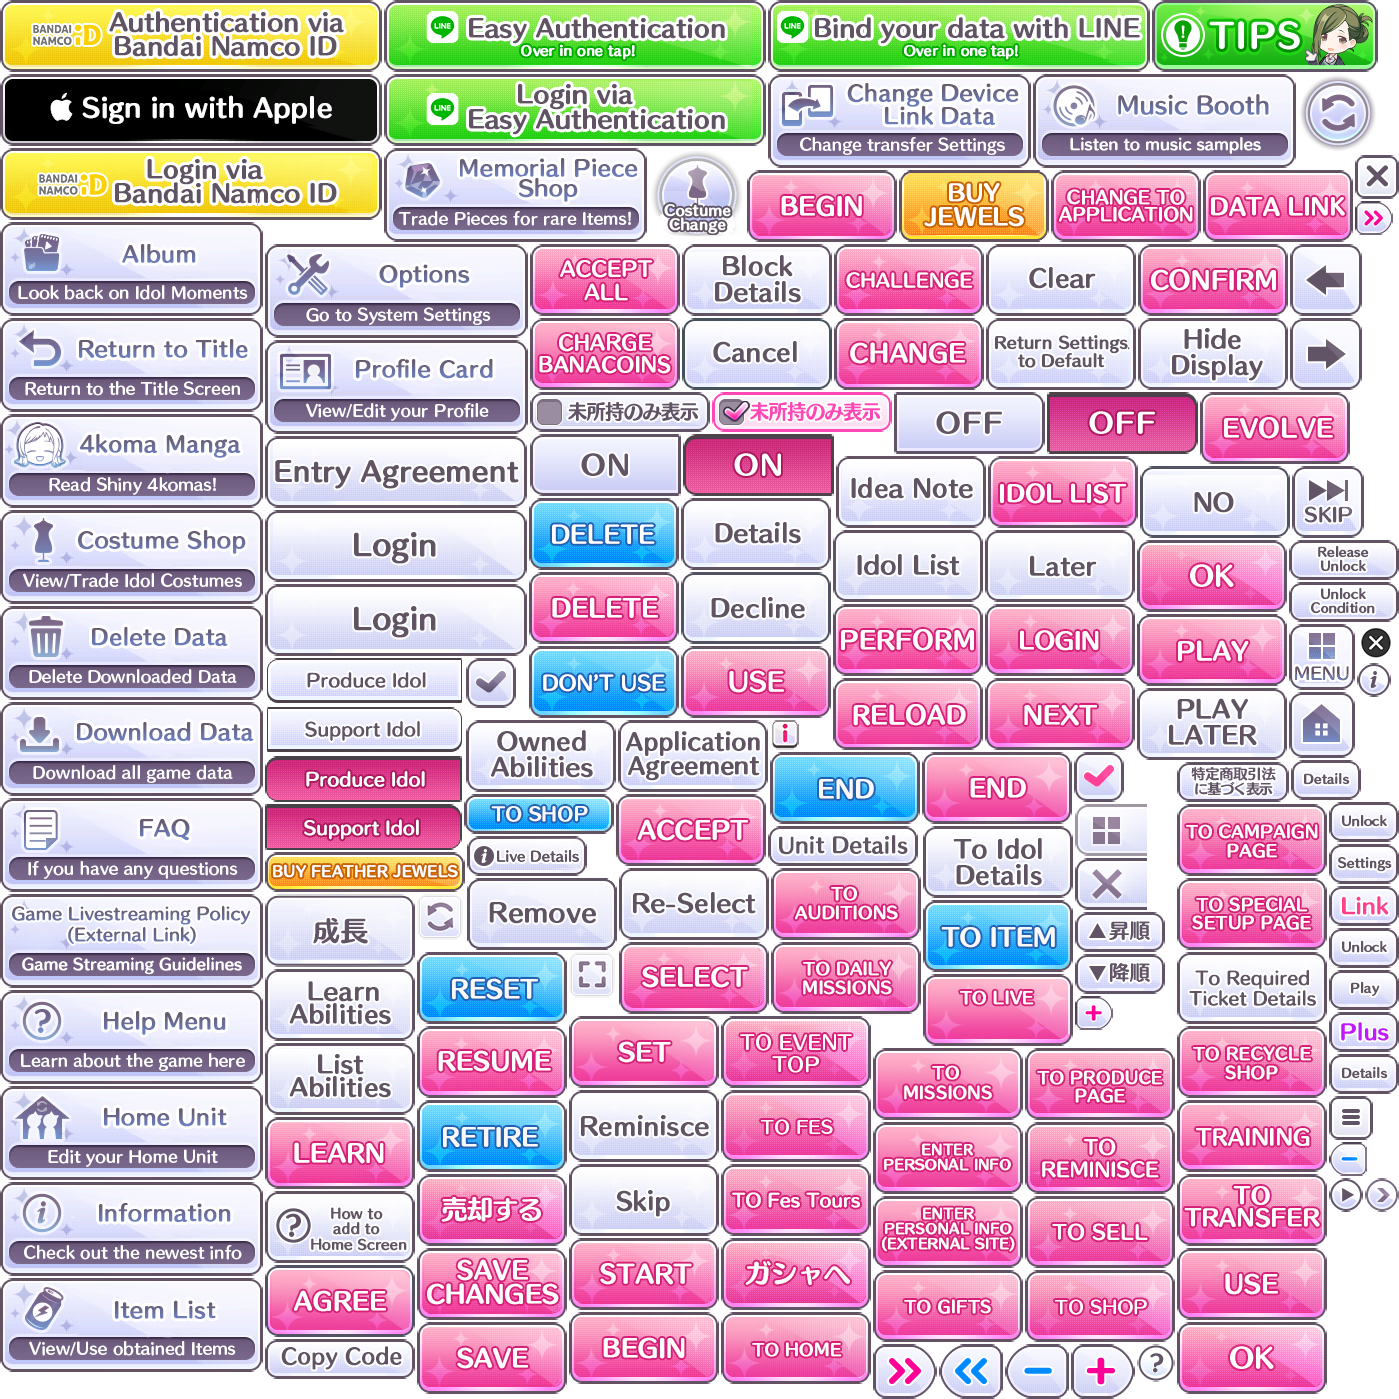 BANDAI
NAMCO iD
Authentication via
Bandai Namco ID
LINE
Easy Authentication
Over in one tap!
LINE
Bind your data with LINE
Over in one tap!
TIPS
Sign in with Apple
LINE
Login via
Easy Authentication
Change Device
Link Data
Change transfer Settings
Music Booth
Listen to music samples
BANDAI
NAMCO iD
Login via
Bandai Namco ID
Memorial Piece
Shop
Trade Pieces for rare Items!
Costume
Change
BEGIN
BUY
JEWELS
CHANGE TO
APPLICATION
DATA LINK
Album
Look back on Idol Moments
Return to Title
Return to the Title Screen
4koma Manga
Read Shiny 4komas!
Costume Shop
View/Trade Idol Costumes
Delete Data
Delete Downloaded Data
Download Data
Download all game data
FAQ
If you have any questions
Game Livestreaming Policy
(External Link)
Game Streaming Guidelines
Help Menu
Learn about the game here
Home Unit
Edit your Home Unit
Information
Check out the newest info
Item List
View/Use obtained Items
Options
Go to System Settings
Profile Card
View/Edit your Profile
Entry Agreement
Login
Login
Produce Idol
Support Idol
Produce Idol
Support Idol
BUY FEATHER JEWELS
成長
Learn
Abilities
List
Abilities
LEARN
How to
add to
Home Screen
AGREE
Copy Code
ACCEPT
ALL
Block
Details
CHALLENGE
Clear
CONFIRM
CHARGE
BANACOINS
Cancel
CHANGE
Return Settings
to Default
Hide
Display
未所持のみ表示
未所持のみ表示
OFF
OFF
EVOLVE
ON
ON
Idea Note
IDOL LIST
NO
SKIP
DELETE
Details
Idol List
Later
OK
Release
Unlock
Unlock
Condition
DELETE
Decline
PERFORM
LOGIN
PLAY
MENU
i
DON'T USE
USE
RELOAD
NEXT
PLAY
LATER
Owned
Abilities
Application
Agreement
i
END
END
特定商取引法
に基づく表示
Details
TO SHOP
ACCEPT
Unit Details
To Idol
Details
TO CAMPAIGN
PAGE
Unlock
Settings
Live Details
Remove
Re-Select
TO
AUDITIONS
TO ITEM
▲昇順
▼降順
TO SPECIAL
SETUP PAGE
Link
Unlock
RESET
SELECT
TO DAILY
MISSIONS
TO LIVE
To Required
Ticket Details
Play
Plus
RESUME
SET
TO EVENT
TOP
TO
MISSIONS
TO PRODUCE
PAGE
TO RECYCLE
SHOP
Details
RETIRE
Reminisce
TO FES
ENTER
PERSONAL INFO
TO
REMINISCE
TRAINING
売却する
Skip
TO Fes Tours
ENTER
PERSONAL INFO
(EXTERNAL SITE)
TO SELL
TO
TRANSFER
SAVE
CHANGES
START
ガシャへ
TO GIFTS
TO SHOP
USE
SAVE
BEGIN
TO HOME
?
OK